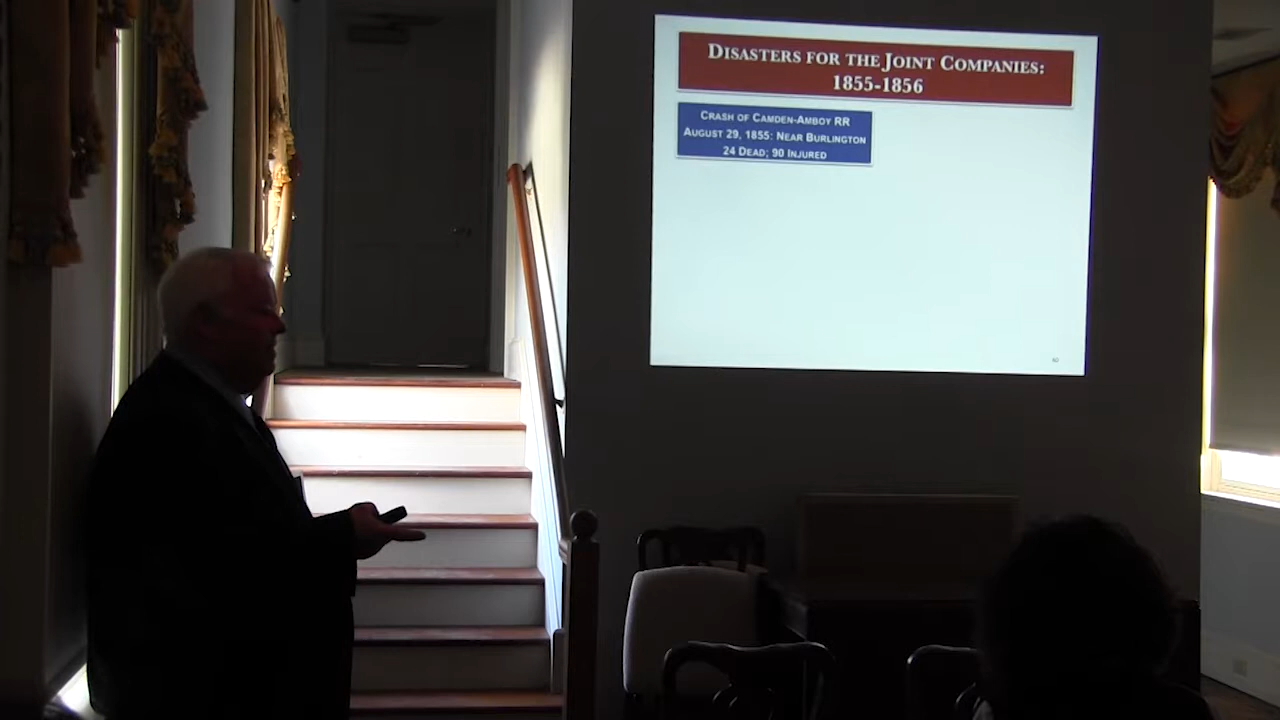 DISASTERS FOR THE JOINT COMPANIES:
1855-1856
CRASH OF CAMDEN-AMBOY RR
AUGUST 29, 1855: NEAR BURLINGTON
24 DEAD; 90 INJURED